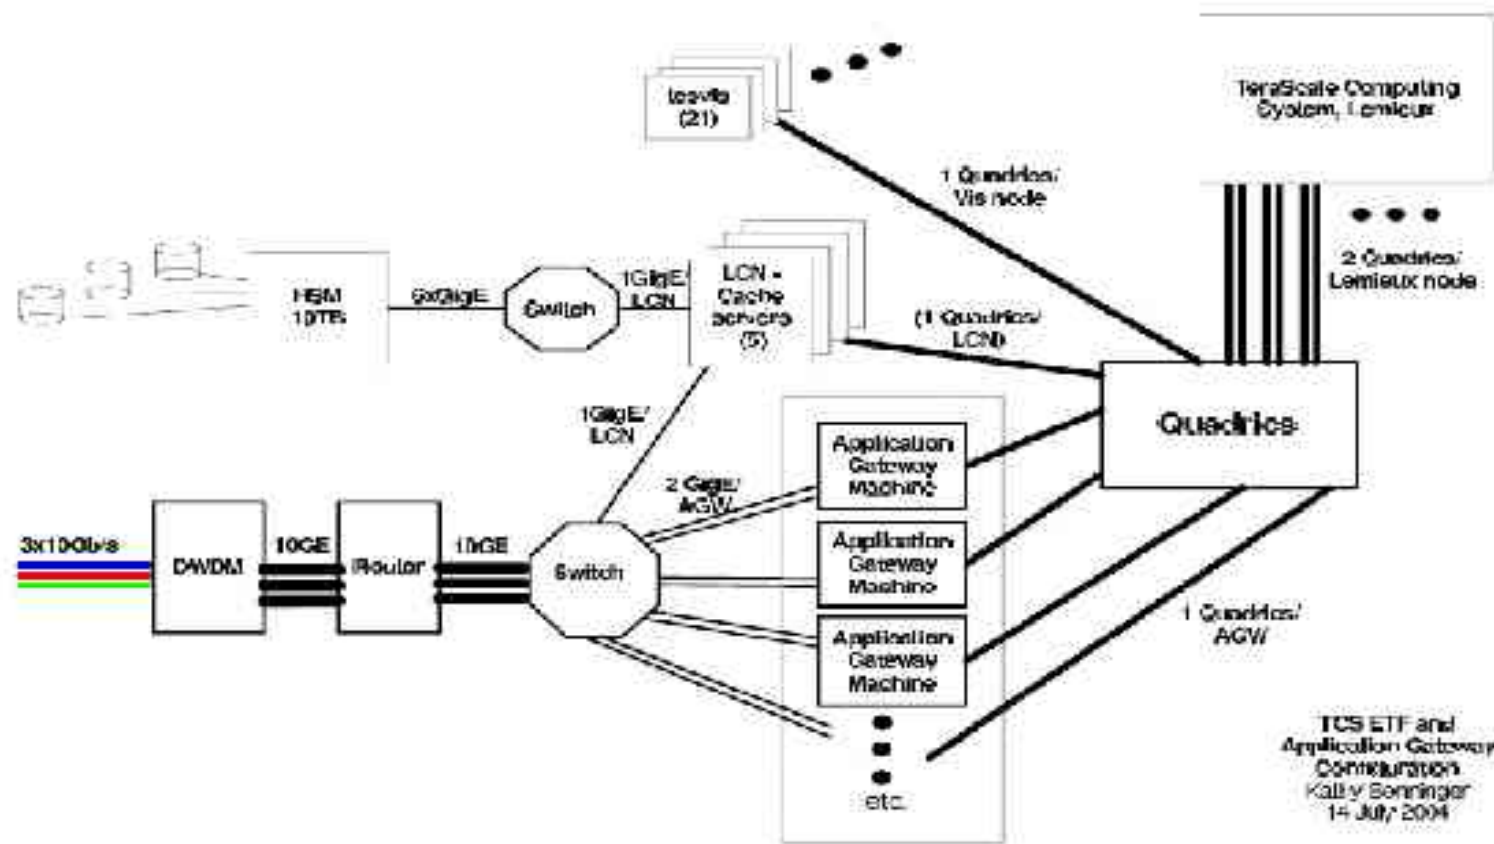 (21)
TeraScale Computing
System, Lemieux
1 Quadrics/
Vis node
2 Quadrics/
Lemieux node
HSM
6xGigE
Switch
1GigE/
LCN
LCN -
Cache
servers
(5)
(1 Quadrics/
LCN)
1GigE/
LCN
Quadrics
2 GigE/
AGW
Application
Gateway
Machine
Application
Gateway
Machine
Application
Gateway
Machine
etc.
3x10Gb/s
DWDM
10GE
Router
10GE
Switch
1 Quadrics/
AGW
TCS ETF and
Application Gateway
Configuration
Kathy Benninger
14 July 2004